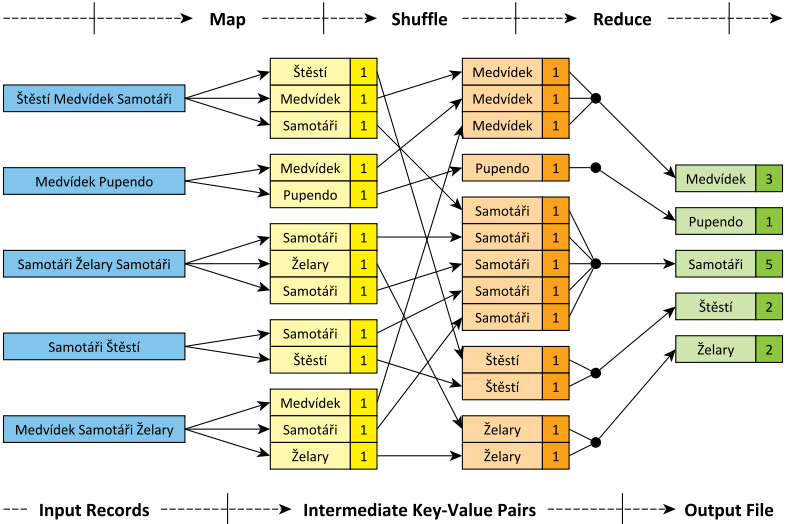 Map Shuffle Reduce
Štěstí Medvídek Samotáři
Medvídek Pupendo
Samotáři Želary Samotáři
Samotáři Štěstí
Medvídek Samotáři Želary
Štěstí 1
Medvídek 1
Samotáři 1
Medvídek 1
Pupendo 1
Samotáři 1
Želary 1
Samotáři 1
Samotáři 1
Štěstí 1
Medvídek 1
Samotáři 1
Želary 1
Medvídek 1
Medvídek 1
Medvídek 1
Pupendo 1
Samotáři 1
Samotáři 1
Samotáři 1
Samotáři 1
Samotáři 1
Štěstí 1
Štěstí 1
Želary 1
Želary 1
Medvídek 3
Pupendo 1
Samotáři 5
Štěstí 2
Želary 2
Input Records Intermediate Key-Value Pairs Output File